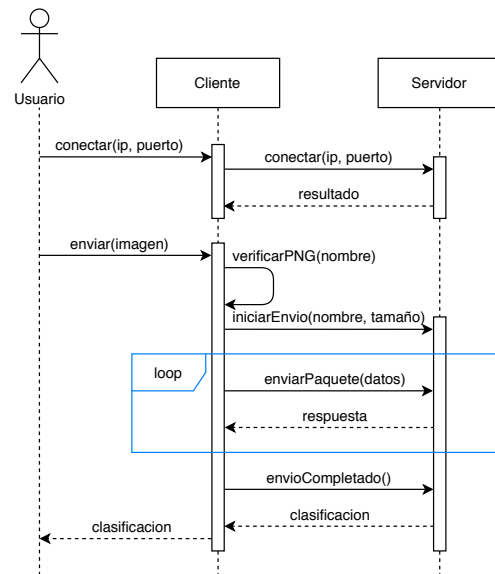 Usuario
Cliente
Servidor
conectar(ip, puerto)
conectar(ip, puerto)
resultado
enviar(imagen)
verificarPNG(nombre)
iniciarEnvio(nombre, tamaño)
loop
enviarPaquete(datos)
respuesta
envioCompletado()
clasificacion
clasificacion